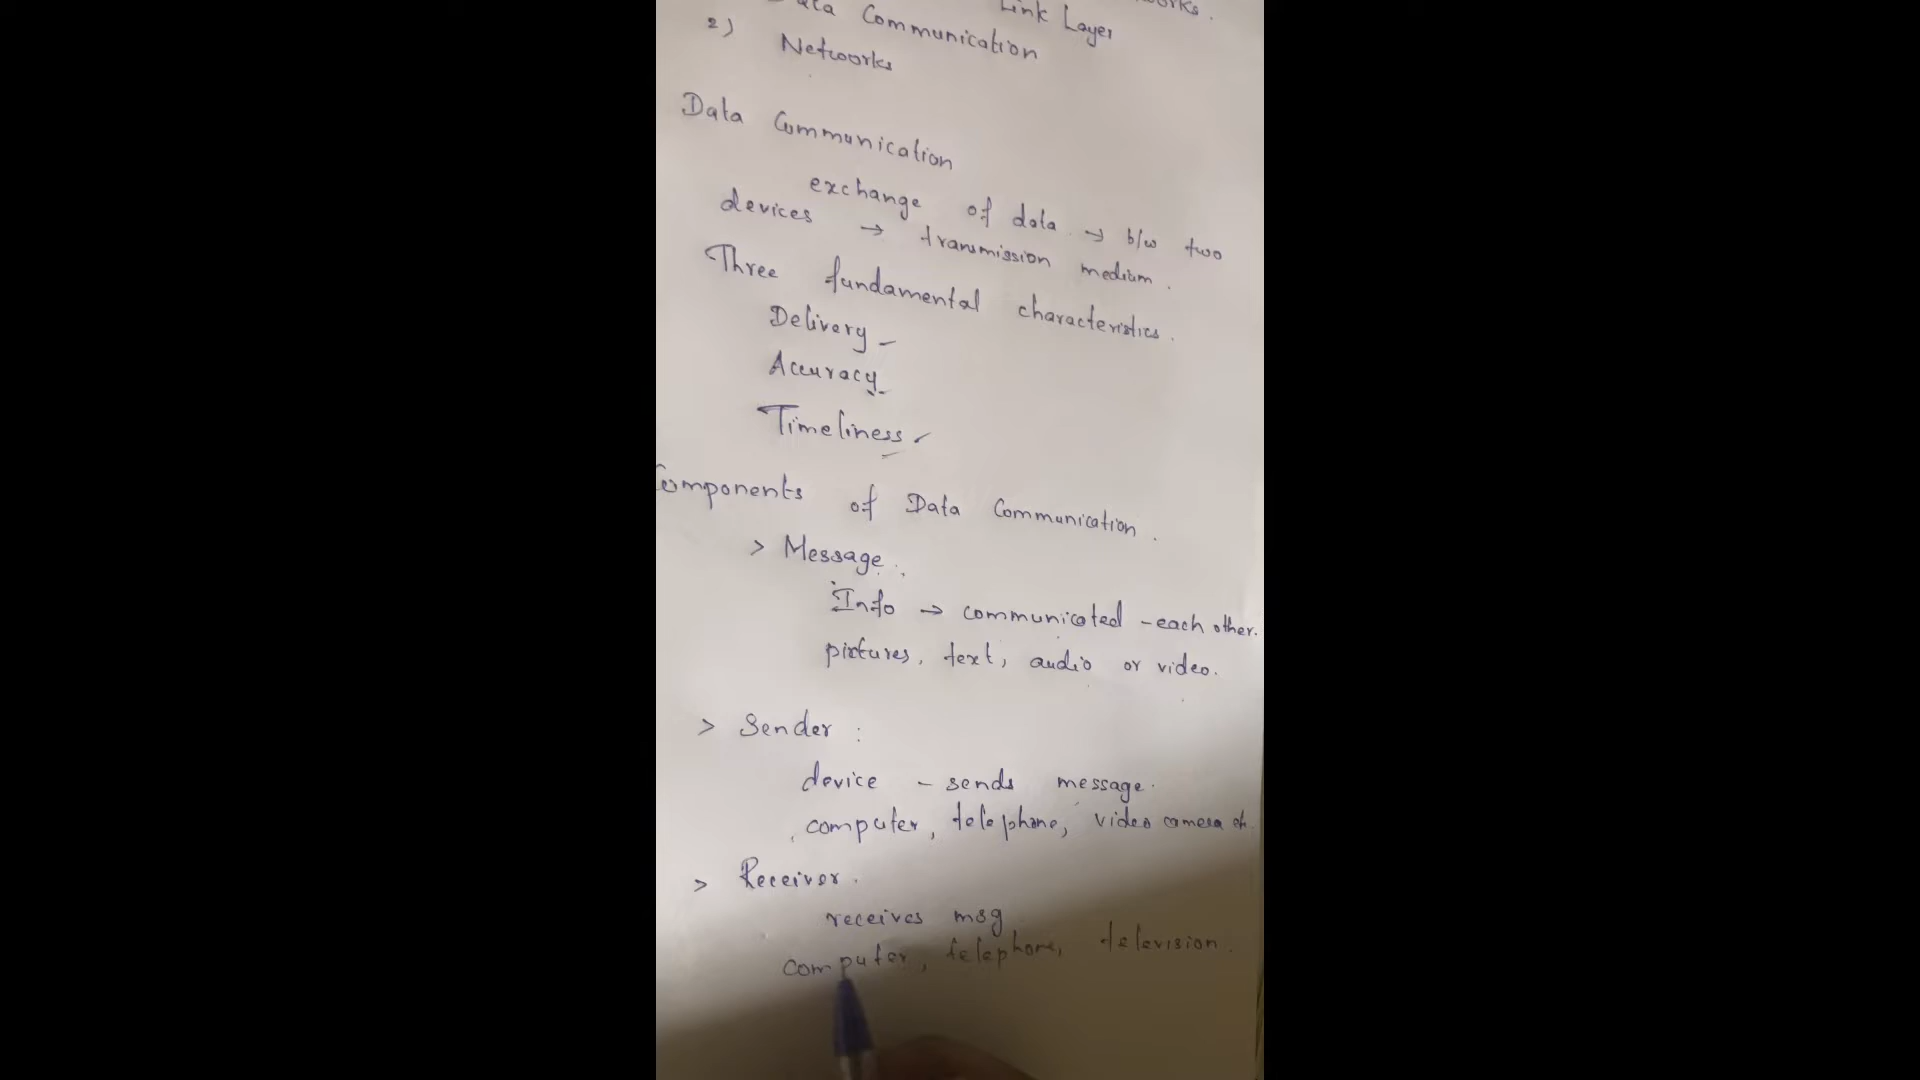 Link Layer
Data Communication
2) Networks
Data Communication
exchange of data → b/w two
devices → transmission medium.
Three fundamental characteristics.
Delivery
Accuracy
Timeliness
Components of Data Communication.
> Message:
Info → communicated - each other.
pictures, text, audio or video.
> Sender:
device - sends message.
computer, telephone, video camera
> Receiver.
receives msg
computer, telephone, television.